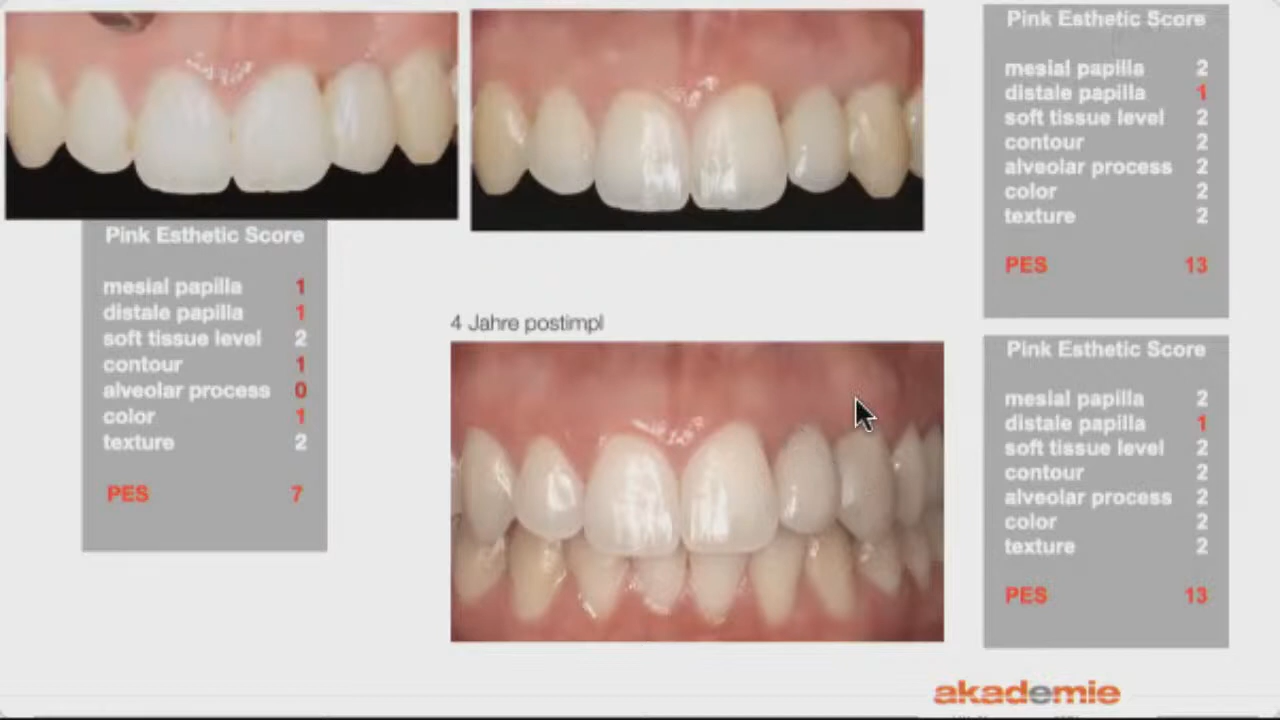 Pink Esthetic Score
mesial papilla 1
distale papilla 1
soft tissue level 2
contour 1
alveolar process 0
color 1
texture 2
PES 7
4 Jahre postimpl
Pink Esthetic Score
mesial papilla 2
distale papilla 1
soft tissue level 2
contour 2
alveolar process 2
color 2
texture 2
PES 13
Pink Esthetic Score
mesial papilla 2
distale papilla 1
soft tissue level 2
contour 2
alveolar process 2
color 2
texture 2
PES 13
akademie